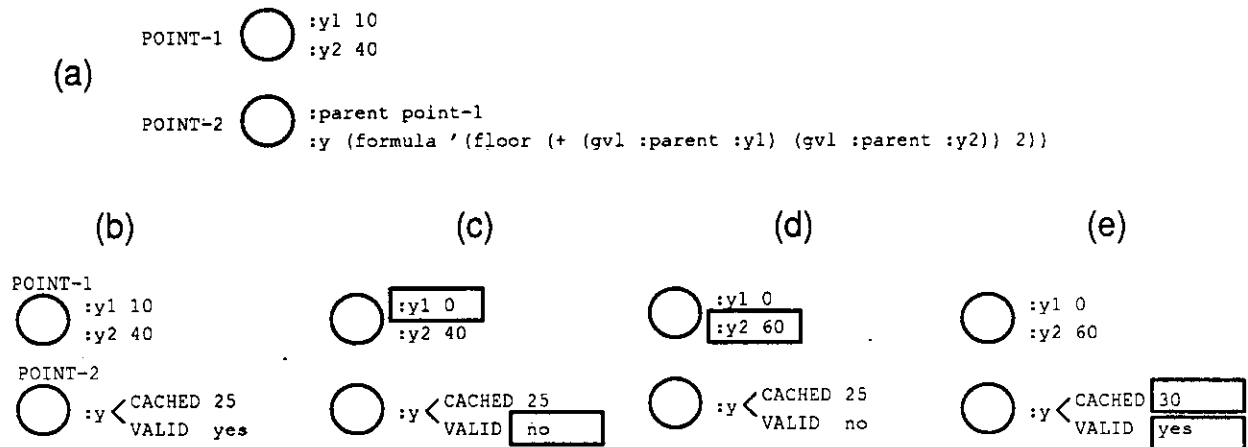 :y1 10
POINT-1
:y2 40
(a)
:parent point-1
POINT-2
:y (formula '(floor (+ (gvl :parent :y1) (gvl :parent :y2)) 2))
(b) (c) (d) (e)
POINT-1
:y1 10
:y2 40
POINT-2
:y CACHED 25
VALID yes
:y1 0
:y2 40
:y CACHED 25
VALID no
:y1 0
:y2 60
:y CACHED 25
VALID no
:y1 0
:y2 60
:y CACHED 30
VALID yes